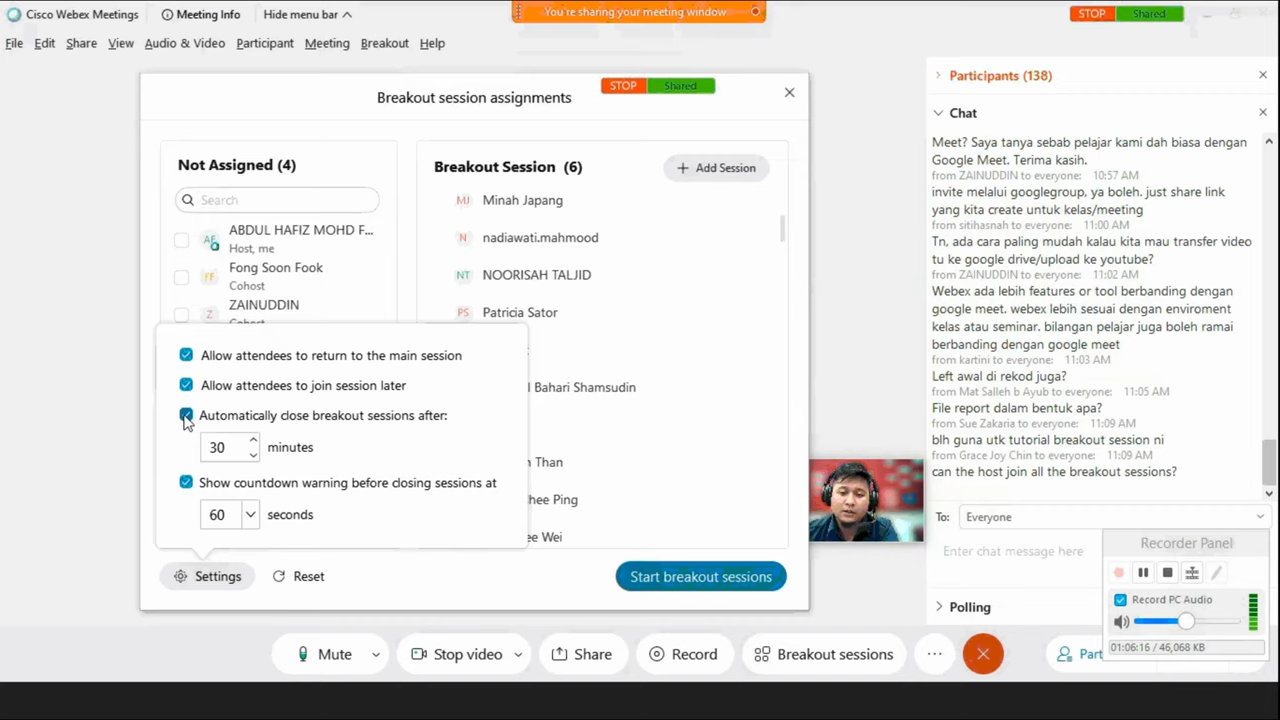 Cisco Webex Meetings
Meeting Info
Hide menu bar
You're sharing your meeting window
STOP Shared
File Edit Share View Audio & Video Participant Meeting Breakout Help
STOP Shared
Breakout session assignments
Not Assigned (4)
Search
AF ABDUL HAFIZ MOHD F...
Host, me
FF Fong Soon Fook
Cohost
Z ZAINUDDIN
Cohost
Breakout Session (6)
Add Session
MJ Minah Japang
N nadiawati.mahmood
NT NOORISAH TALJID
PS Patricia Sator
l Bahari Shamsudin
n Than
hee Ping
ee Wei
Allow attendees to return to the main session
Allow attendees to join session later
Automatically close breakout sessions after:
30 minutes
Show countdown warning before closing sessions at
60 seconds
Settings
Reset
Start breakout sessions
Participants (138)
Chat
Meet? Saya tanya sebab pelajar kami dah biasa dengan
Google Meet. Terima kasih.
from ZAINUDDIN to everyone: 10:57 AM
invite melalui googlegroup, ya boleh. just share link
yang kita create untuk kelas/meeting
from sitihasnah to everyone: 11:00 AM
Tn, ada cara paling mudah kalau kita mau transfer video
tu ke google drive/upload ke youtube?
from ZAINUDDIN to everyone: 11:02 AM
Webex ada lebih features or tool berbanding dengan
google meet. webex lebih sesuai dengan enviroment
kelas atau seminar. bilangan pelajar juga boleh ramai
berbanding dengan google meet
from kartini to everyone: 11:03 AM
Left awal di rekod juga?
from Mat Salleh b Ayub to everyone: 11:05 AM
File report dalam bentuk apa?
from Sue Zakaria to everyone: 11:09 AM
blh guna utk tutorial breakout session ni
from Grace Joy Chin to everyone: 11:09 AM
can the host join all the breakout sessions?
To: Everyone
Enter chat message here
Recorder Panel
Record PC Audio
01:06:16 / 46,068 KB
Polling
Mute
Stop video
Share
Record
Breakout sessions
Part